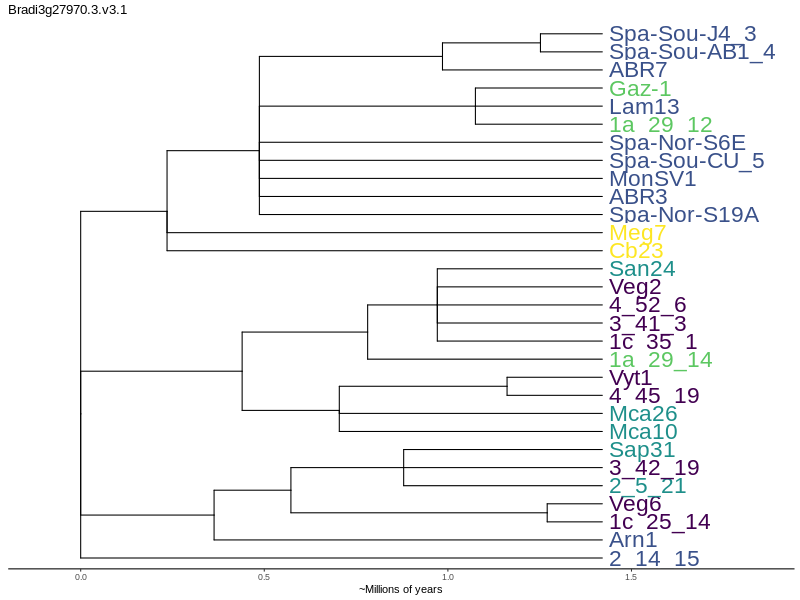 Bradi3g27970.3.v3.1
Spa-Sou-J4_3
Spa-Sou-AB1_4
ABR7
Gaz-1
Lam13
1a_29_12
Spa-Nor-S6E
Spa-Sou-CU_5
MonSV1
ABR3
Spa-Nor-S19A
Meg7
Cb23
San24
Veg2
4_52_6
3_41_3
1c_35_1
1a_29_14
Vyt1
4_45_19
Mca26
Mca10
Sap31
3_42_19
2_5_21
Veg6
1c_25_14
Arn1
2_14_15
0.0 0.5 1.0 1.5
~Millions of years